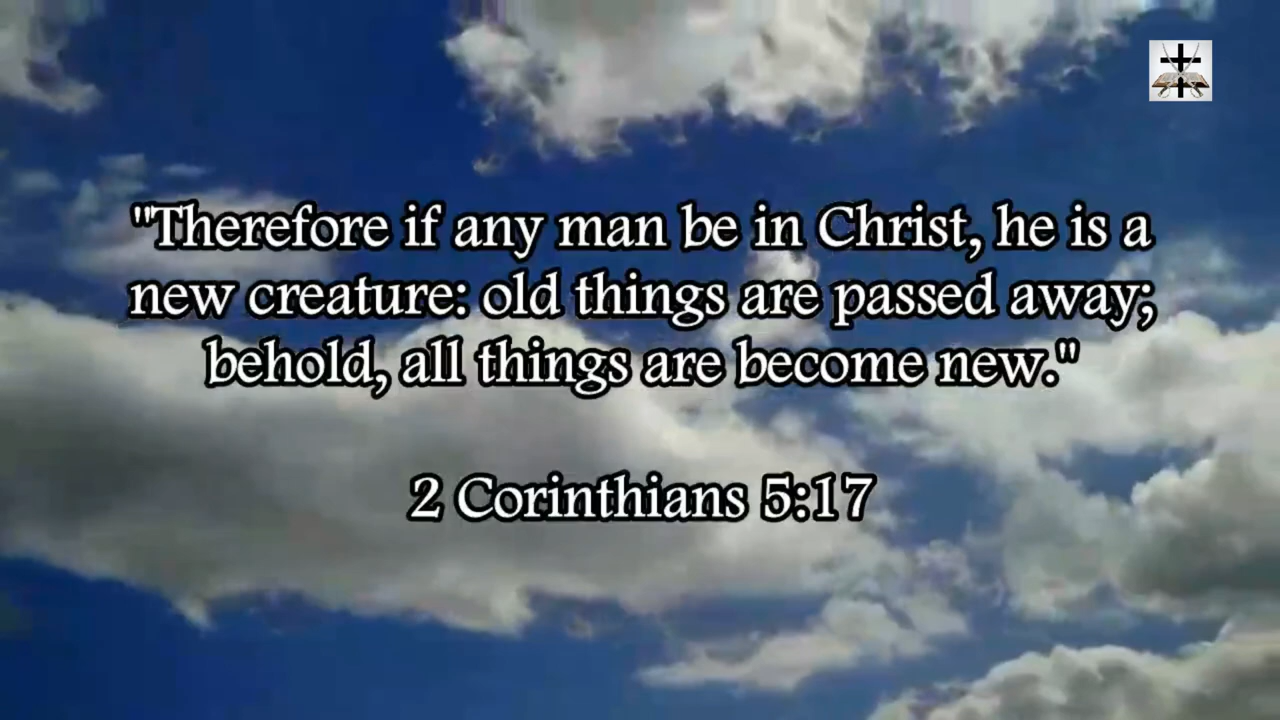 "Therefore if any man be in Christ, he is a
new creature: old things are passed away;
behold, all things are become new."
2 Corinthians 5:17